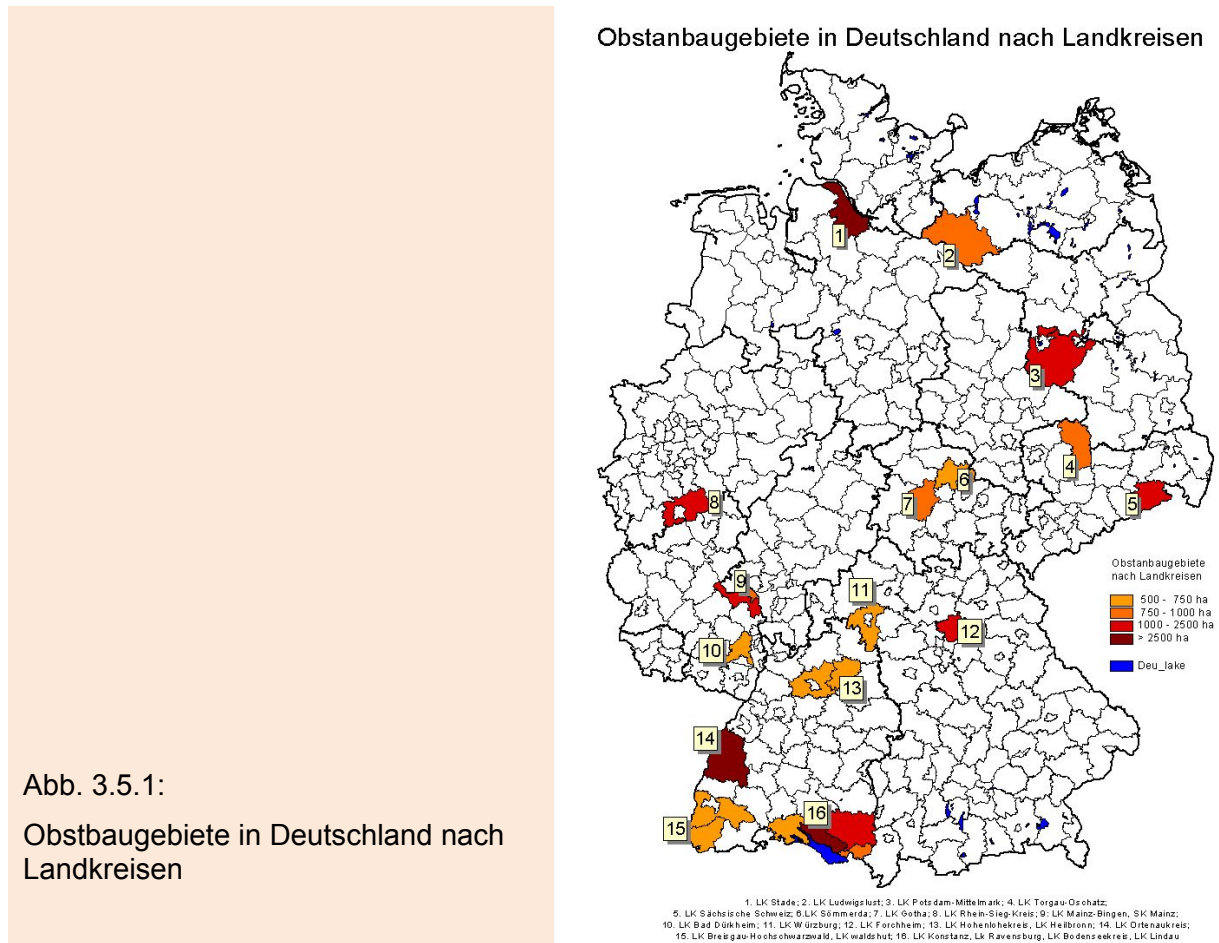 Abb. 3.5.1:
Obstbaugebiete in Deutschland nach
Landkreisen
Obstanbaugebiete in Deutschland nach Landkreisen
1
2
3
4
5
6
7
8
9
10
11
12
13
14
15
16
Obstanbaugebiete
nach Landkreisen
500 - 750 ha
750 - 1000 ha
1000 - 2500 ha
> 2500 ha
Deu_lake
1. LK Stade; 2. LK Ludwigslust; 3. LK Potsdam-Mittelmark; 4. LK Torgau-Oschatz;
5. LK Sächsische Schweiz; 6.LK Sömmerda; 7. LK Gotha; 8. LK Rhein-Sieg-Kreis; 9: LK Mainz-Bingen, SK Mainz;
10. LK Bad Dürkheim; 11. LK Würzburg; 12. LK Forchheim; 13. LK Hohenlohekreis, LK Heilbronn; 14. LK Ortenaukreis;
15. LK Breisgau-Hochschwarzwald, LK waldshut; 16. LK Konstanz, Lk Ravensburg, LK Bodenseekreis, LK Lindau